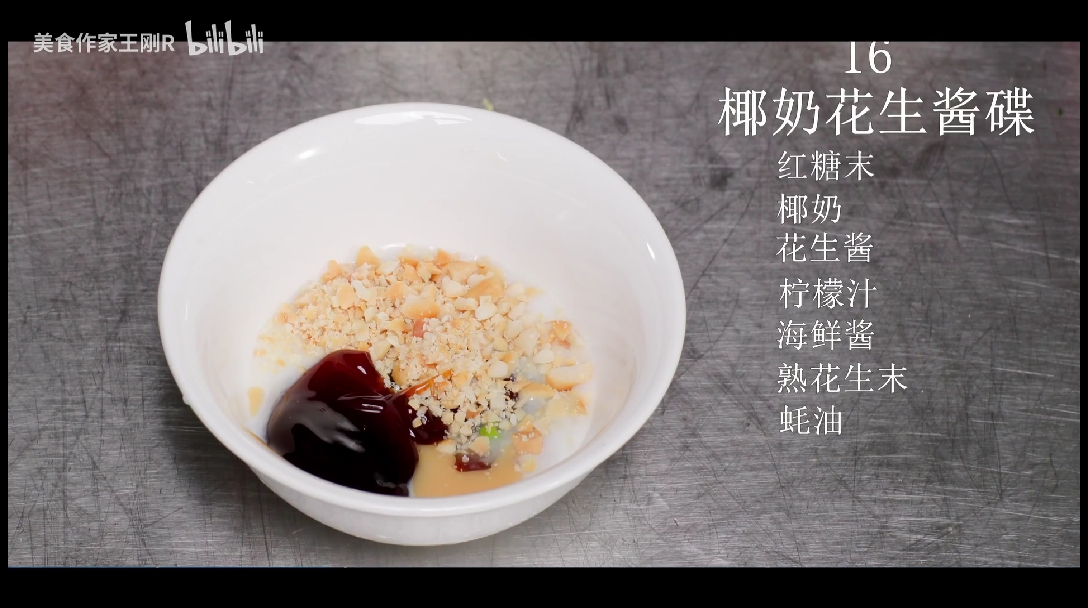 美食作家王刚R bilibili
16
椰奶花生酱碟
红糖末
椰奶
花生酱
柠檬汁
海鲜酱
熟花生末
蚝油